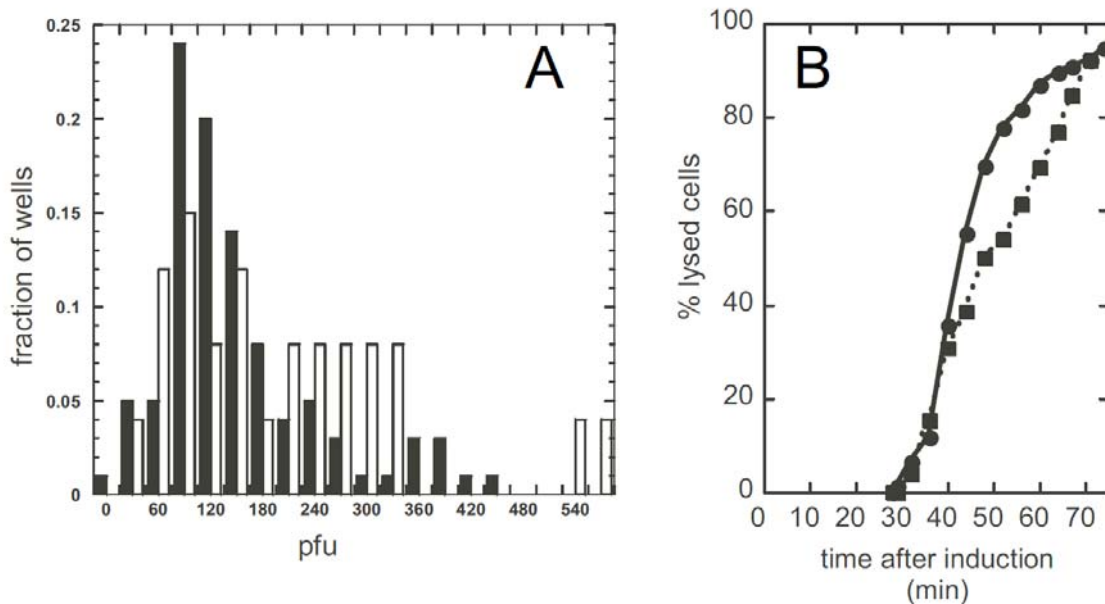 A
fraction of wells
0.25
0.2
0.15
0.1
0.05
0
0 60 120 180 240 300 360 420 480 540
pfu
B
% lysed cells
100
80
60
40
20
0
0 10 20 30 40 50 60 70
time after induction
(min)